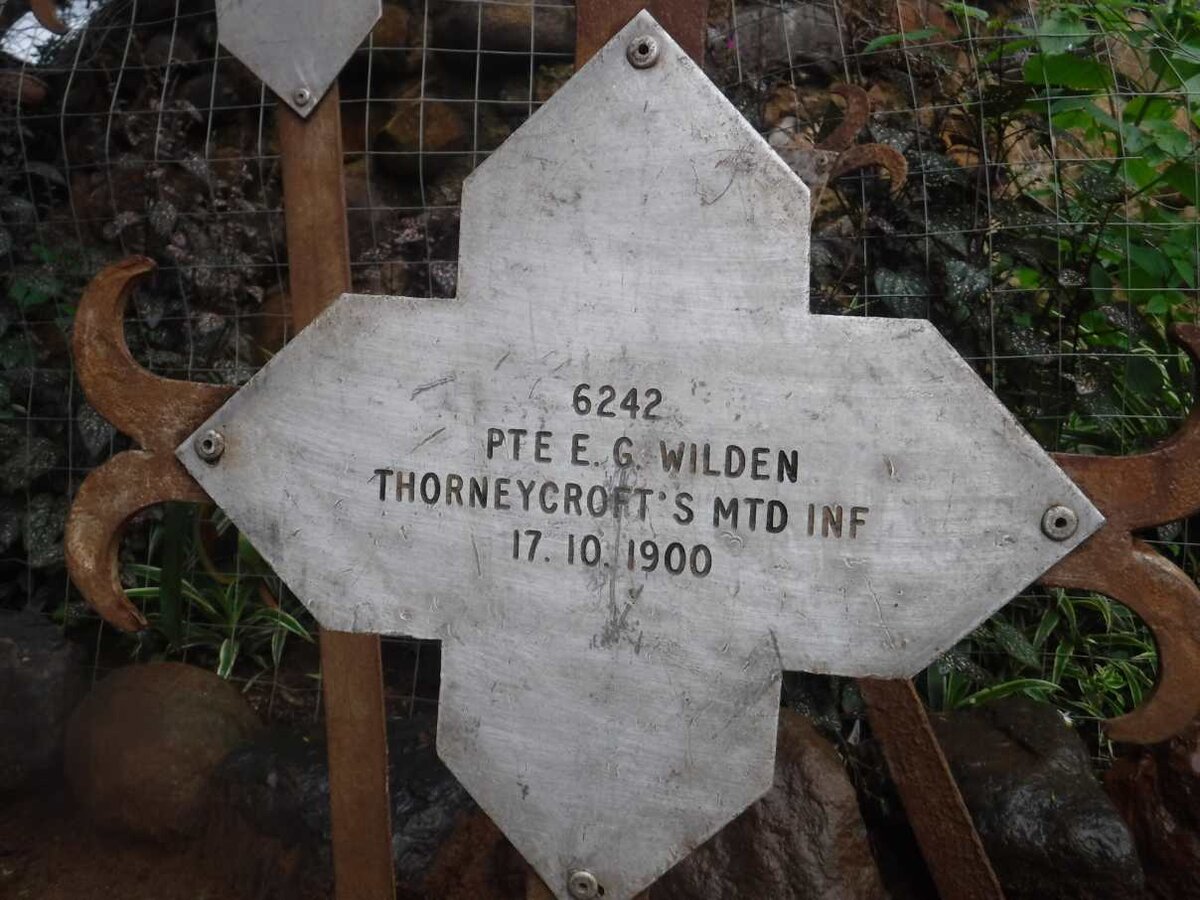 6242
PTE E. G. WILDEN
THORNEYCROFT'S MTD INF
17. 10. 1900